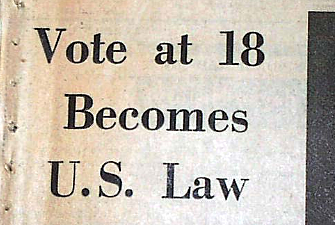 Vote at 18
Becomes
U.S. Law